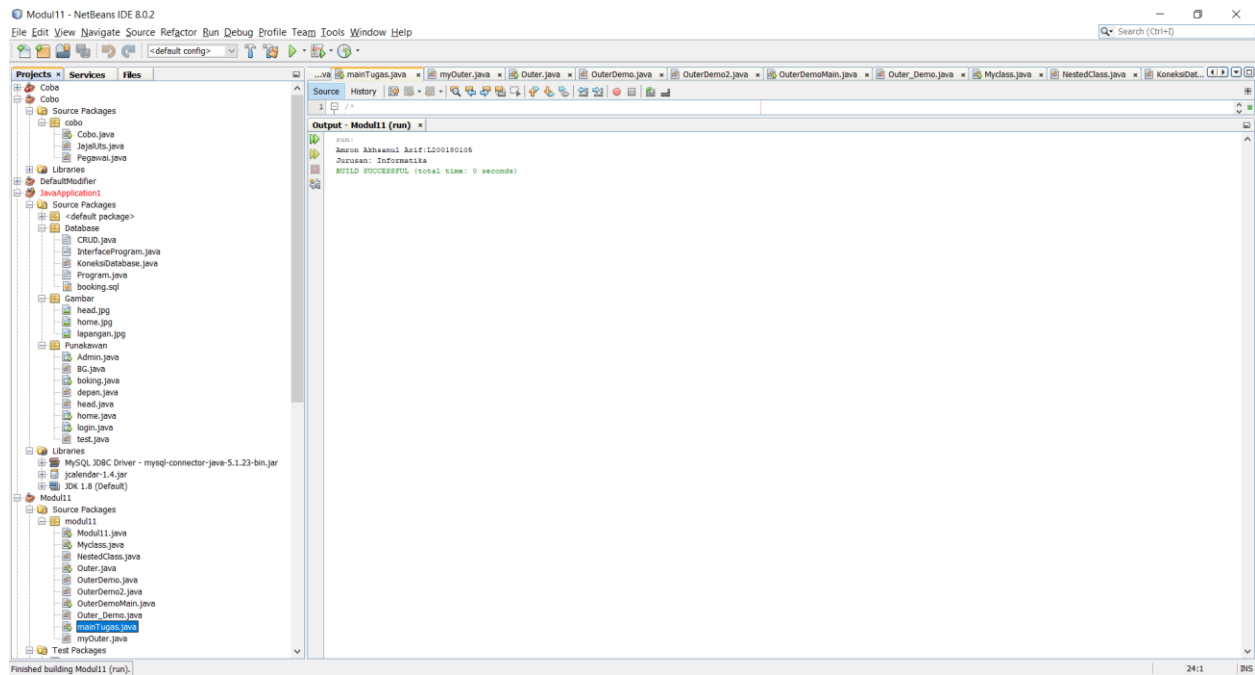 Modul11 - NetBeans IDE 8.0.2
File Edit View Navigate Source Refactor Run Debug Profile Team Tools Window Help
Search (Ctrl+I)
<default config>
Projects Services Files
...va mainTugas.java myOuter.java Outer.java OuterDemo.java OuterDemo2.java OuterDemoMain.java Outer_Demo.java Myclass.java NestedClass.java KoneksiDat...
Source History
1 /*
Output - Modul11 (run)
run:
Amron Akhsanul Arif:L200180108
Jurusan: Informatika
BUILD SUCCESSFUL (total time: 0 seconds)
Coba
Cobo
Source Packages
cobo
Cobo.java
JajalUts.java
Pegawai.java
Libraries
DefaultModifier
JavaApplication1
Source Packages
<default package>
Database
CRUD.java
InterfaceProgram.java
KoneksiDatabase.java
Program.java
booking.sql
Gambar
head.jpg
home.jpg
lapangan.jpg
Punakawan
Admin.java
BG.java
boking.java
depan.java
head.java
home.java
login.java
test.java
Libraries
MySQL JDBC Driver - mysql-connector-java-5.1.23-bin.jar
jcalendar-1.4.jar
JDK 1.8 (Default)
Modul11
Source Packages
modul11
Modul11.java
Myclass.java
NestedClass.java
Outer.java
OuterDemo.java
OuterDemo2.java
OuterDemoMain.java
Outer_Demo.java
mainTugas.java
myOuter.java
Test Packages
Finished building Modul11 (run).
24:1 INS